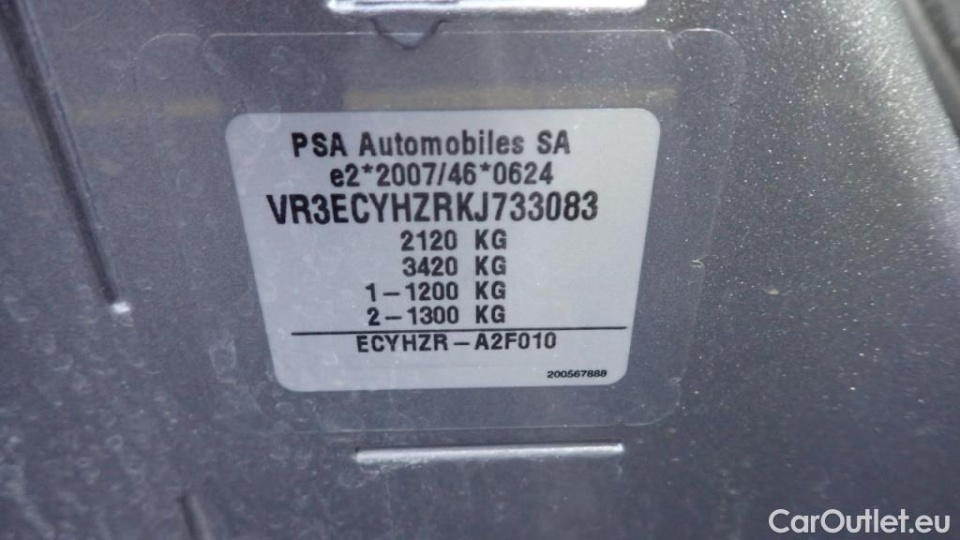 PSA Automobiles SA
e2*2007/46*0624
VR3ECYHZRKJ733083
2120 KG
3420 KG
1-1200 KG
2-1300 KG
ECYHZR-A2F010
200567888
CarOutlet.eu